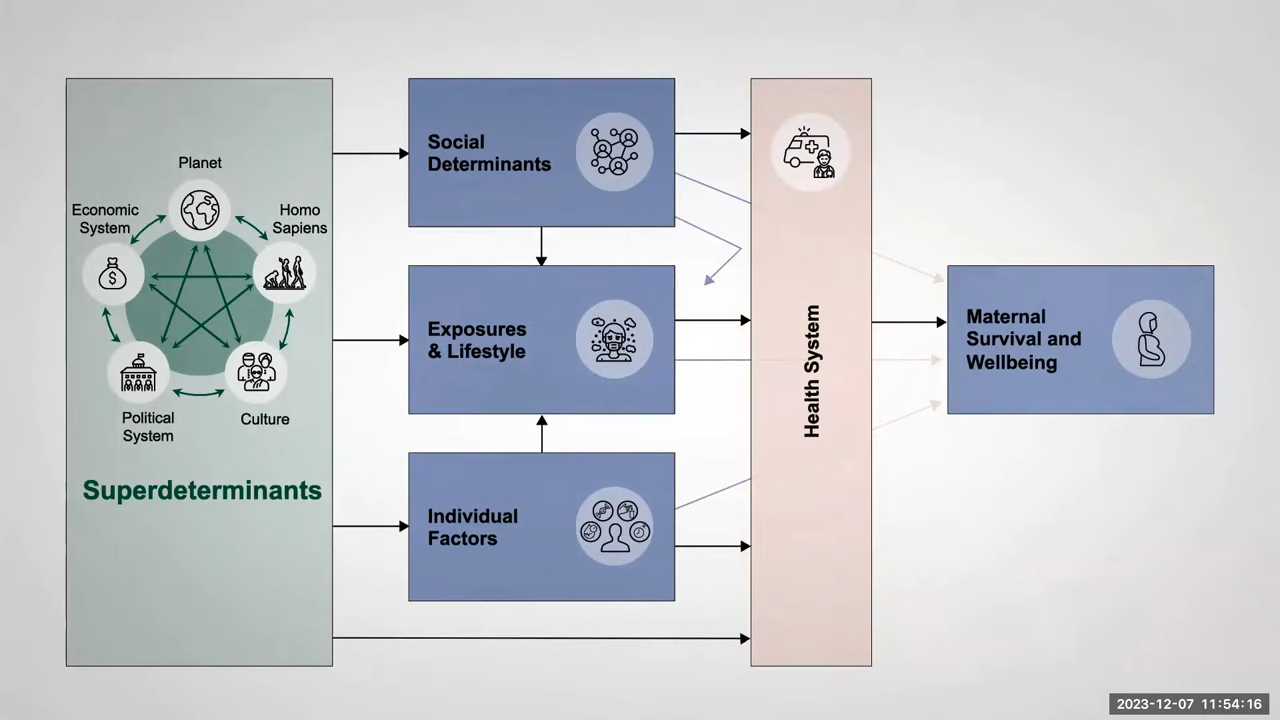 Planet
Economic
System
Homo
Sapiens
Political
System
Culture
Superdeterminants
Social
Determinants
Exposures
& Lifestyle
Individual
Factors
Health System
Maternal
Survival and
Wellbeing
2023-12-07 11:54:16